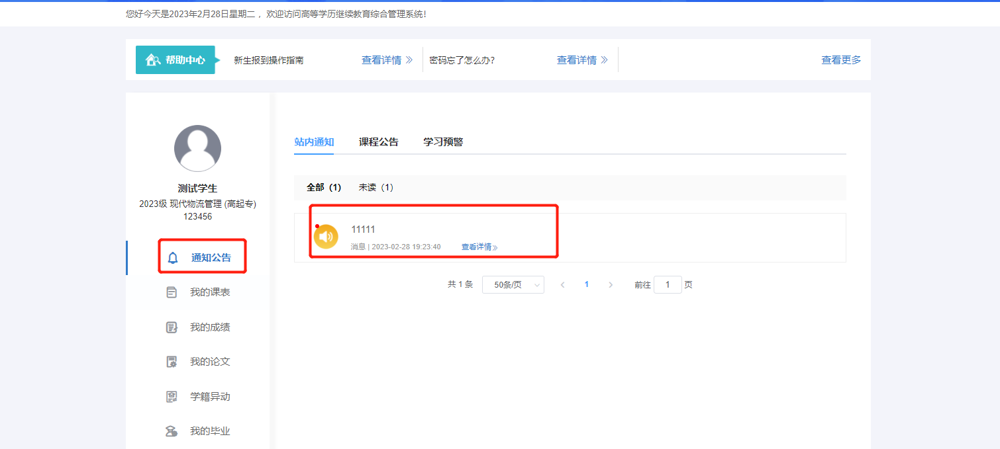 您好今天是2023年2月28日星期二 ，欢迎访问高等学历继续教育综合管理系统！
帮助中心 新生报到操作指南 查看详情 密码忘了怎么办? 查看详情 查看更多
测试学生
2023级 现代物流管理 (高起专)
123456
通知公告
我的课表
我的成绩
我的论文
学籍异动
我的毕业
站内通知 课程公告 学习预警
全部（1） 未读（1）
11111
消息 | 2023-02-28 19:23:40 查看详情
共 1 条 50条/页 1 前往 1 页